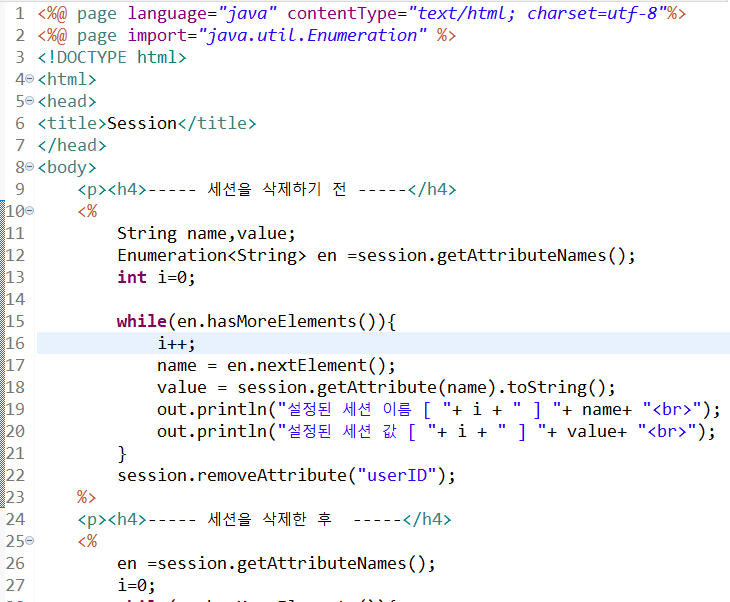 1 <%@ page language="java" contentType="text/html; charset=utf-8"%>
2 <%@ page import="java.util.Enumeration" %>
3 <!DOCTYPE html>
4 <html>
5 <head>
6 <title>Session</title>
7 </head>
8 <body>
9     <p><h4>----- 세션을 삭제하기 전 -----</h4>
10     <%
11         String name,value;
12         Enumeration<String> en =session.getAttributeNames();
13         int i=0;
14
15         while(en.hasMoreElements()){
16             i++;
17             name = en.nextElement();
18             value = session.getAttribute(name).toString();
19             out.println("설정된 세션 이름 [ "+ i + " ] "+ name+ "<br>");
20             out.println("설정된 세션 값 [ "+ i + " ] "+ value+ "<br>");
21         }
22         session.removeAttribute("userID");
23     %>
24     <p><h4>----- 세션을 삭제한 후  -----</h4>
25     <%
26         en =session.getAttributeNames();
27         i=0;